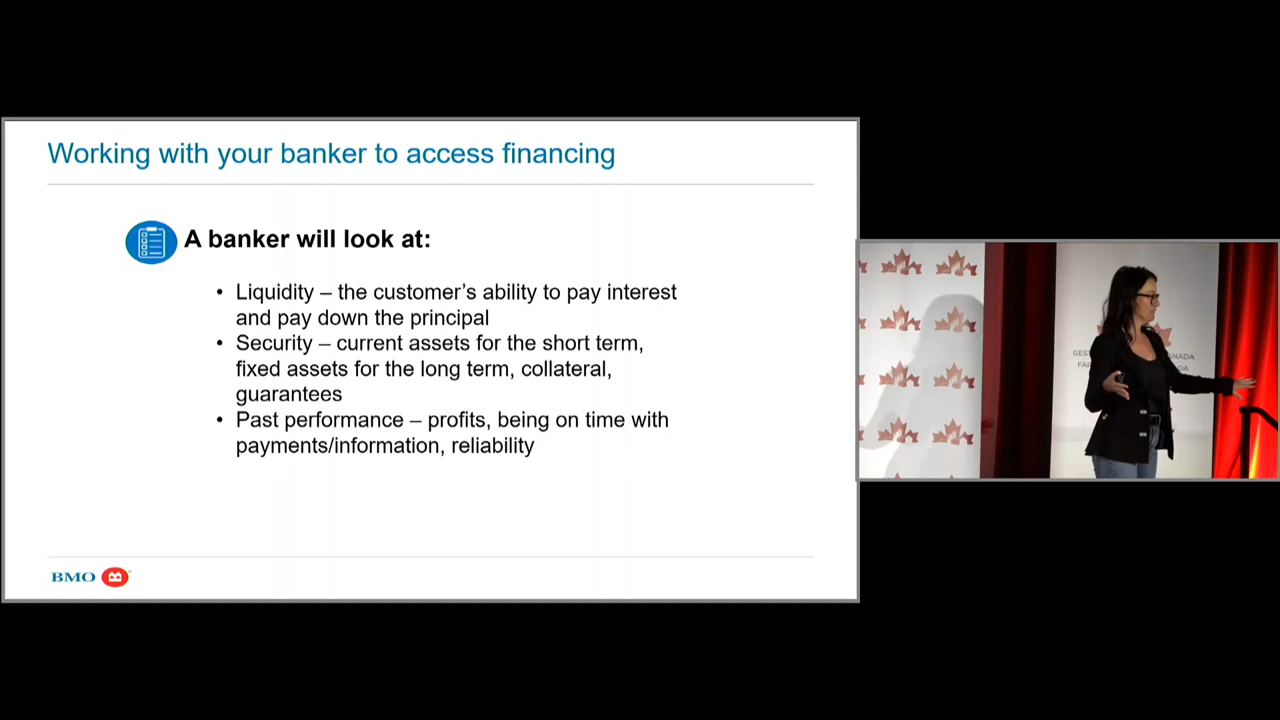 Working with your banker to access financing
A banker will look at:
• Liquidity – the customer’s ability to pay interest
and pay down the principal
• Security – current assets for the short term,
fixed assets for the long term, collateral,
guarantees
• Past performance – profits, being on time with
payments/information, reliability
BMO